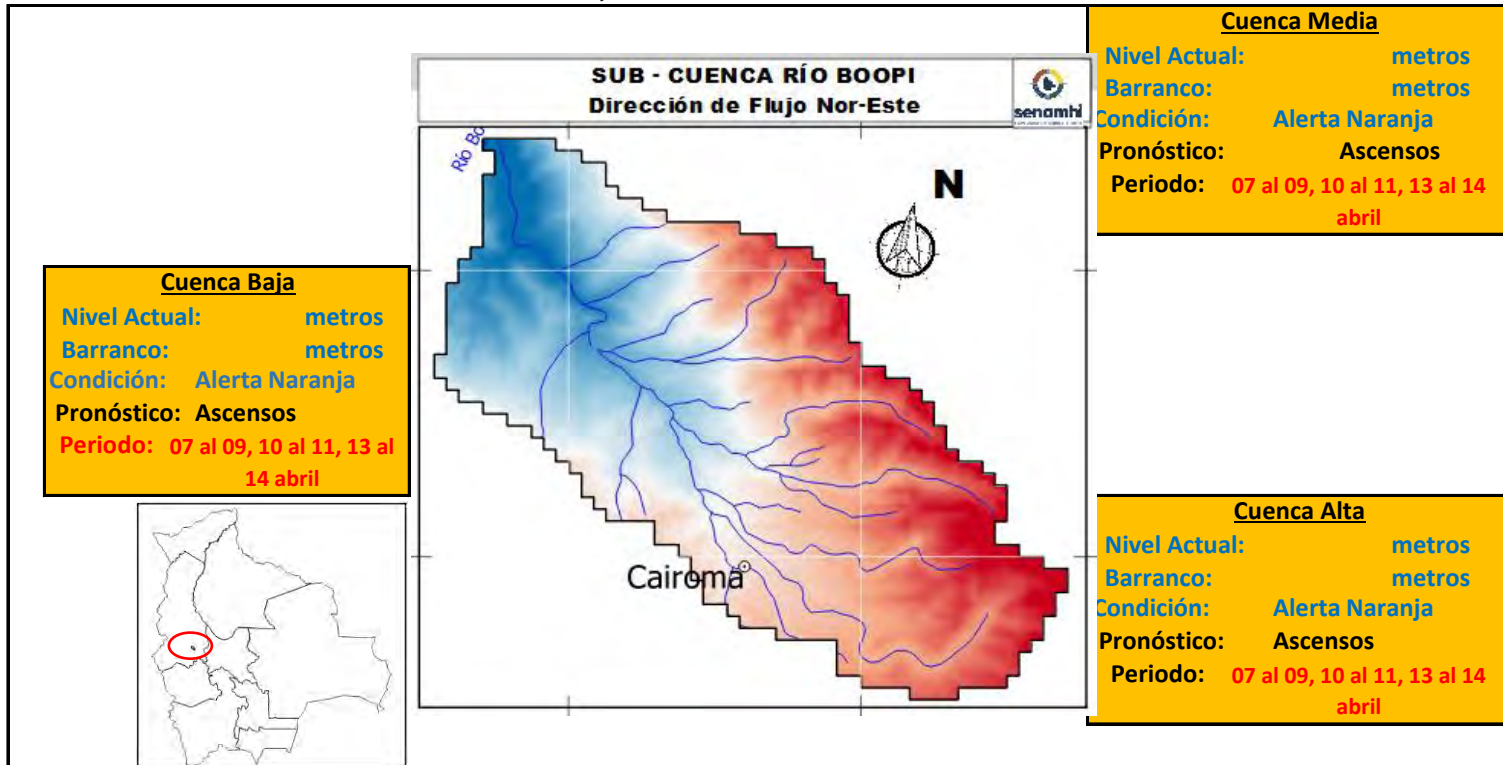 SUB - CUENCA RÍO BOOPI
Dirección de Flujo Nor-Este
senamhi
Río Bo
N
Cairoma
Cuenca Media
Nivel Actual: metros
Barranco: metros
Condición: Alerta Naranja
Pronóstico: Ascensos
Periodo: 07 al 09, 10 al 11, 13 al 14
abril
Cuenca Baja
Nivel Actual: metros
Barranco: metros
Condición: Alerta Naranja
Pronóstico: Ascensos
Periodo: 07 al 09, 10 al 11, 13 al
14 abril
Cuenca Alta
Nivel Actual: metros
Barranco: metros
Condición: Alerta Naranja
Pronóstico: Ascensos
Periodo: 07 al 09, 10 al 11, 13 al 14
abril